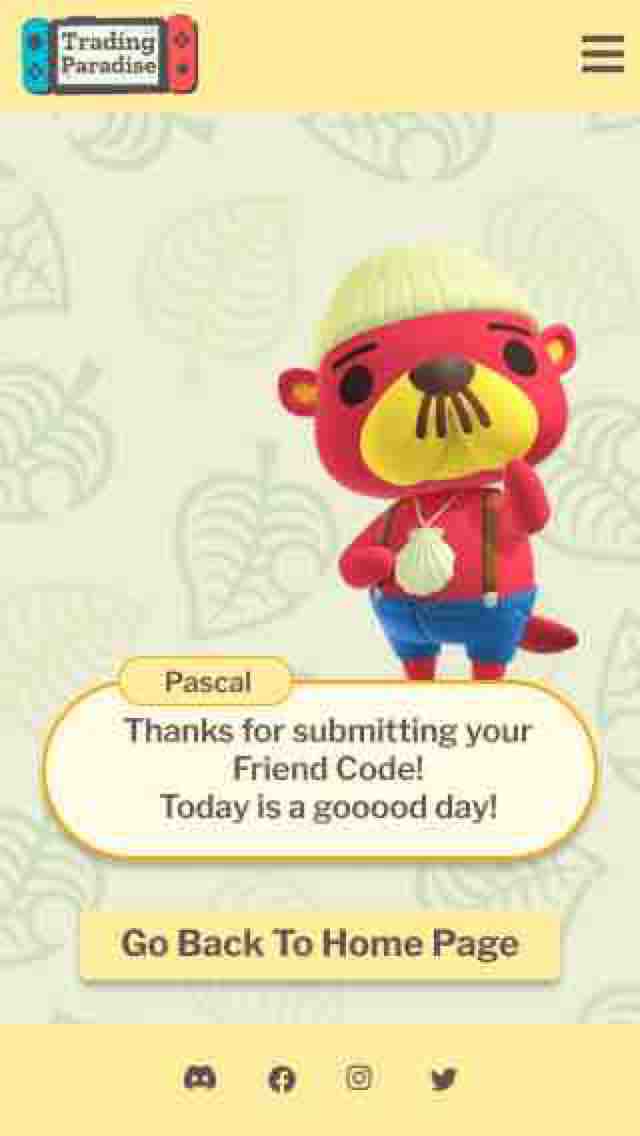 Trading
Paradise
Pascal
Thanks for submitting your
Friend Code!
Today is a gooood day!
Go Back To Home Page